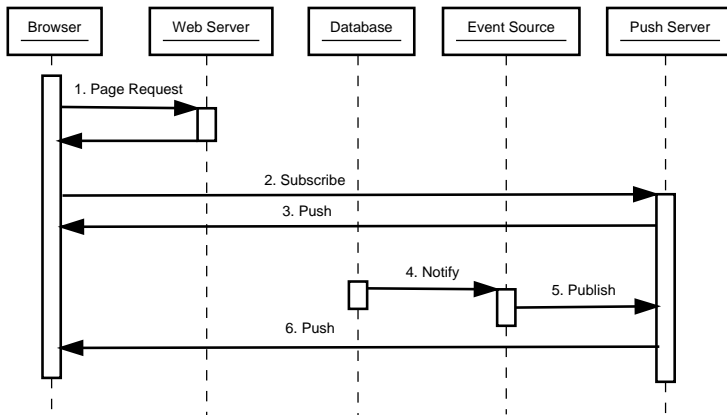 Browser
Web Server
Database
Event Source
Push Server
1. Page Request
2. Subscribe
3. Push
4. Notify
5. Publish
6. Push